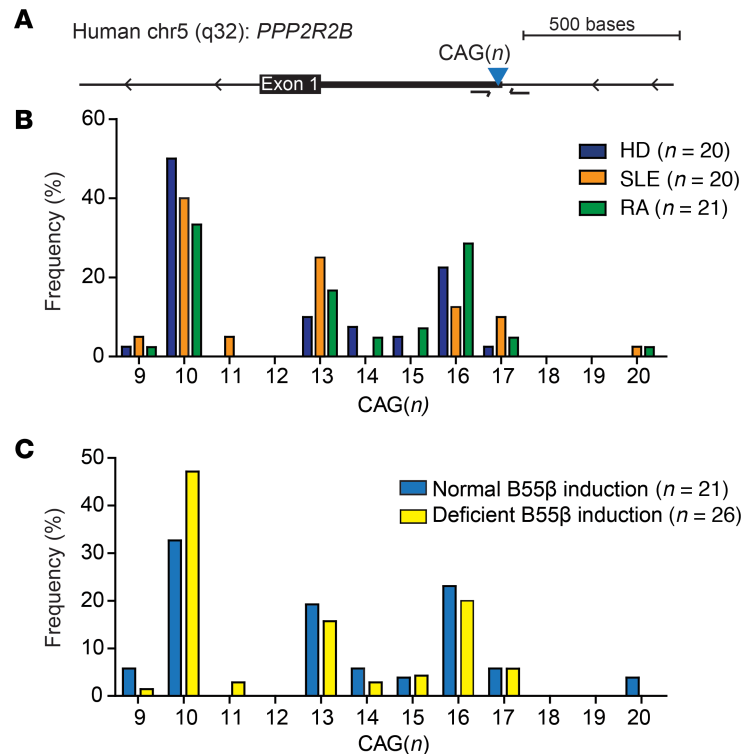 A
Human chr5 (q32): PPP2R2B
500 bases
CAG(n)
Exon 1
B
60
40
20
0
Frequency (%)
HD (n = 20)
SLE (n = 20)
RA (n = 21)
9 10 11 12 13 14 15 16 17 18 19 20
CAG(n)
C
50
40
30
20
10
0
Frequency (%)
Normal B55β induction (n = 21)
Deficient B55β induction (n = 26)
9 10 11 12 13 14 15 16 17 18 19 20
CAG(n)